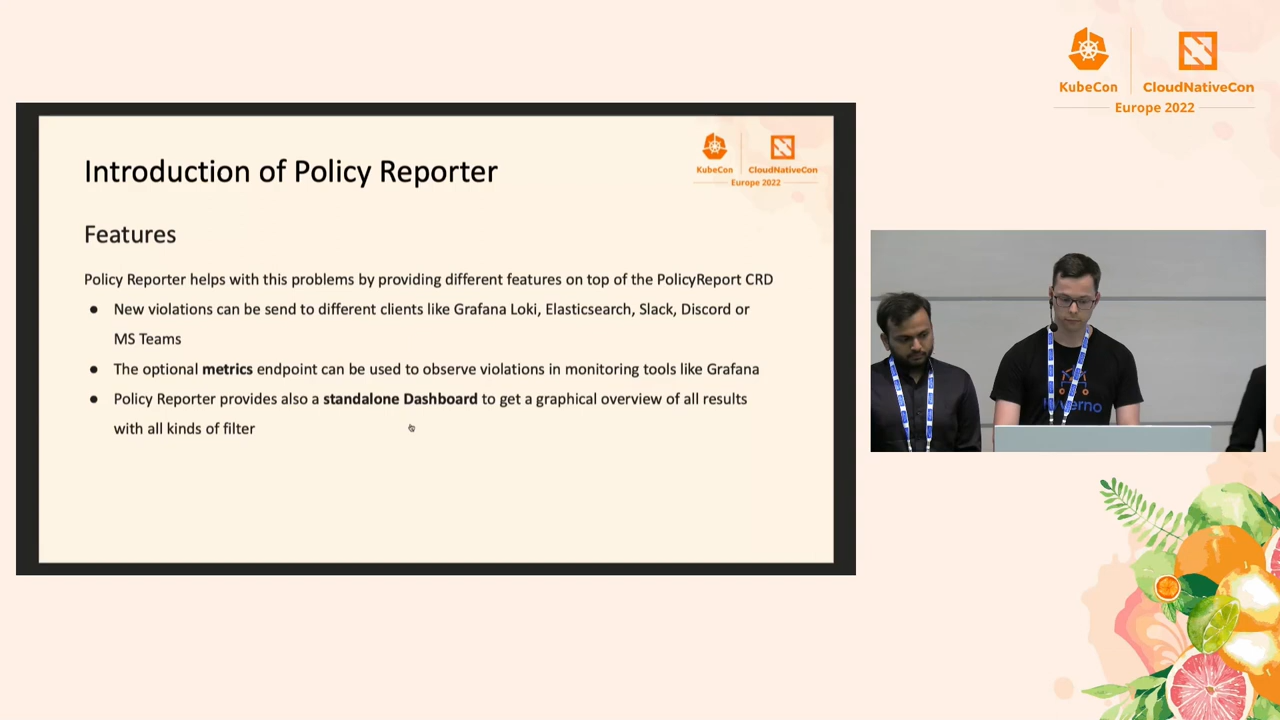 KubeCon
CloudNativeCon
Europe 2022
KubeCon
CloudNativeCon
Europe 2022
Introduction of Policy Reporter
Features
Policy Reporter helps with this problems by providing different features on top of the PolicyReport CRD
● New violations can be send to different clients like Grafana Loki, Elasticsearch, Slack, Discord or
MS Teams
● The optional metrics endpoint can be used to observe violations in monitoring tools like Grafana
● Policy Reporter provides also a standalone Dashboard to get a graphical overview of all results
with all kinds of filter